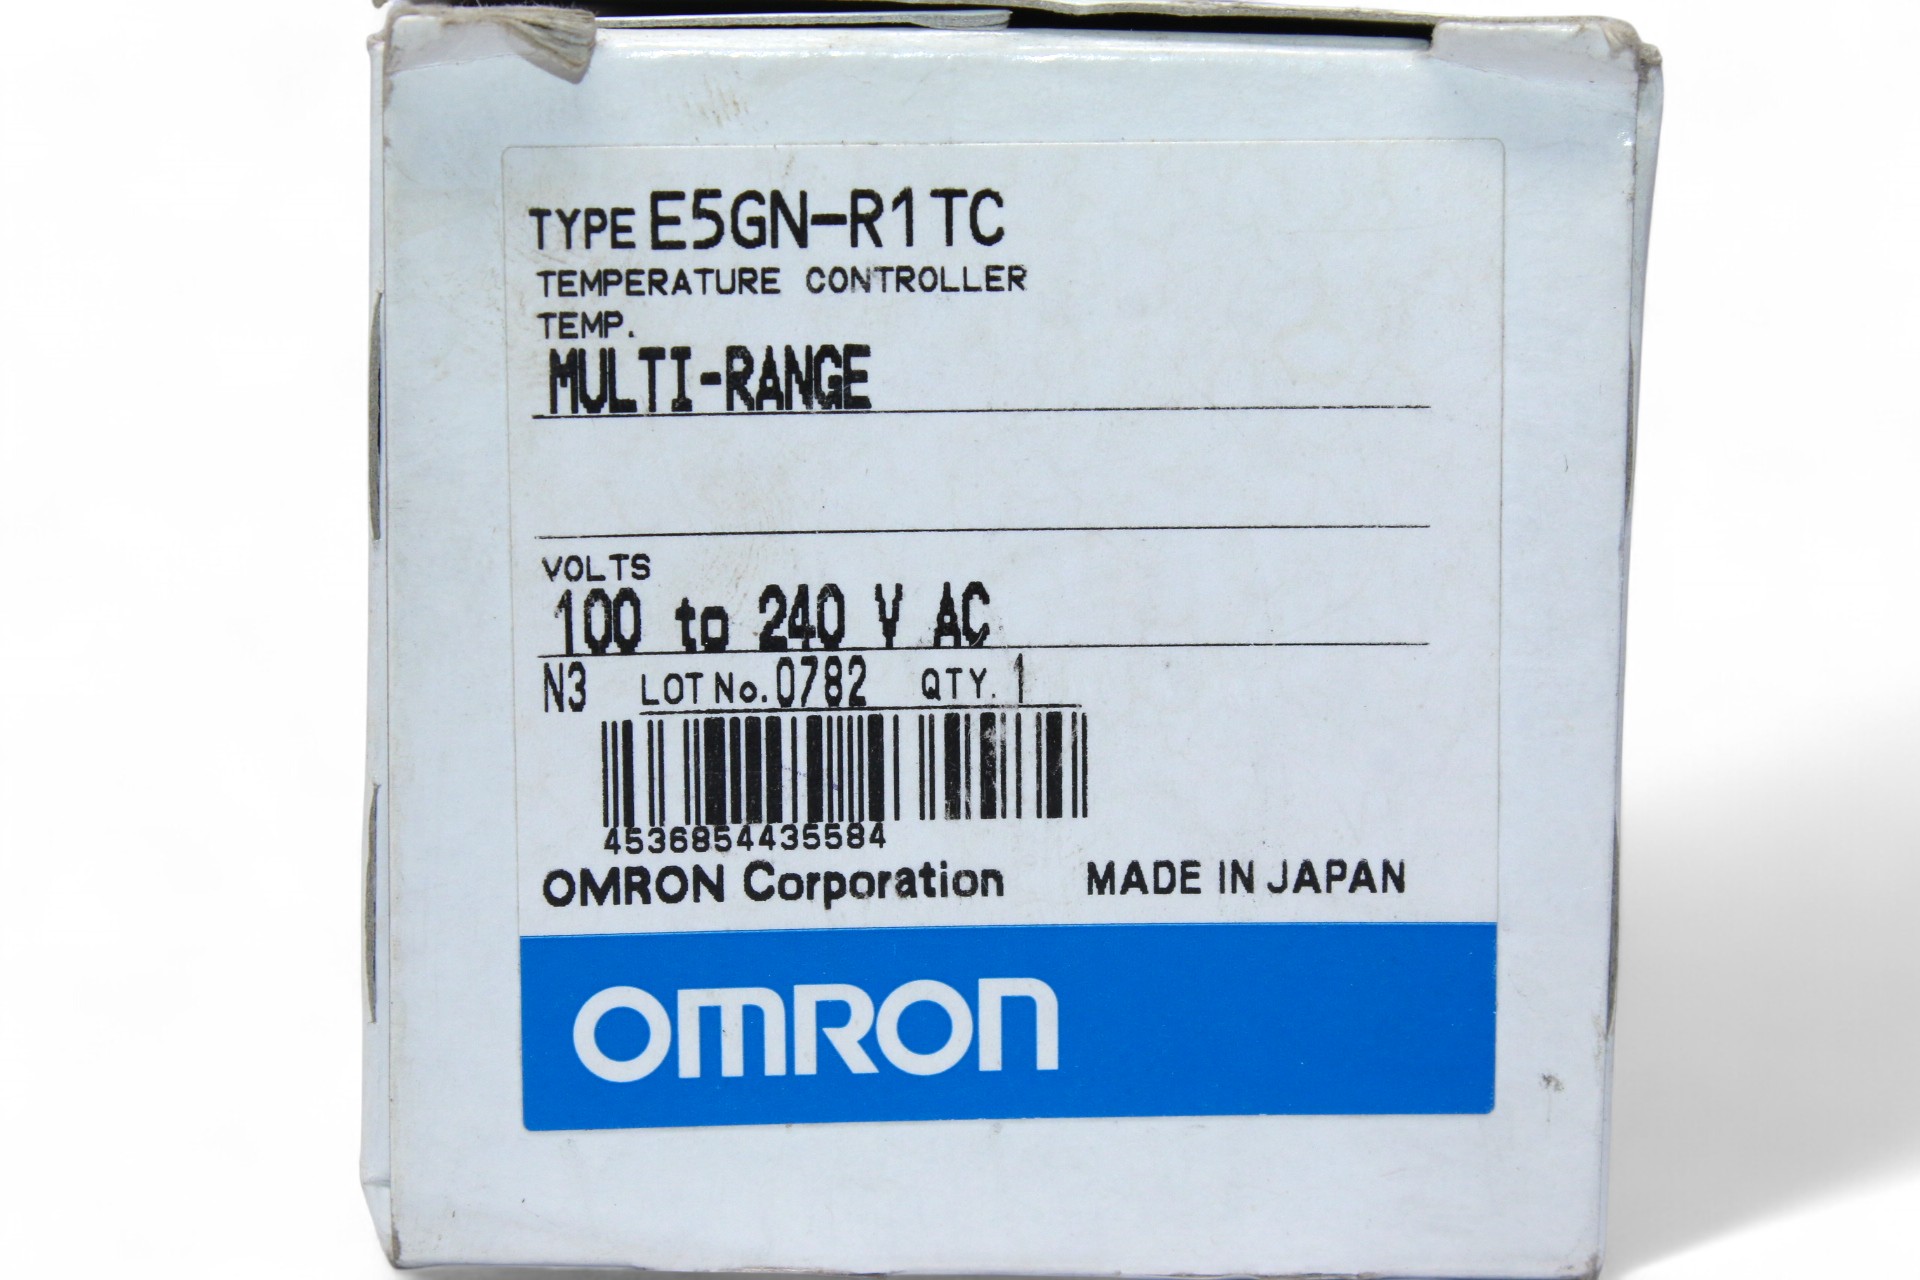 TYPE E5GN-R1TC
TEMPERATURE CONTROLLER
TEMP.
MULTI-RANGE
VOLTS
100 to 240 V AC
N3 LOT No. 0782 QTY. 1
4536854435584
OMRON Corporation MADE IN JAPAN
OMRON